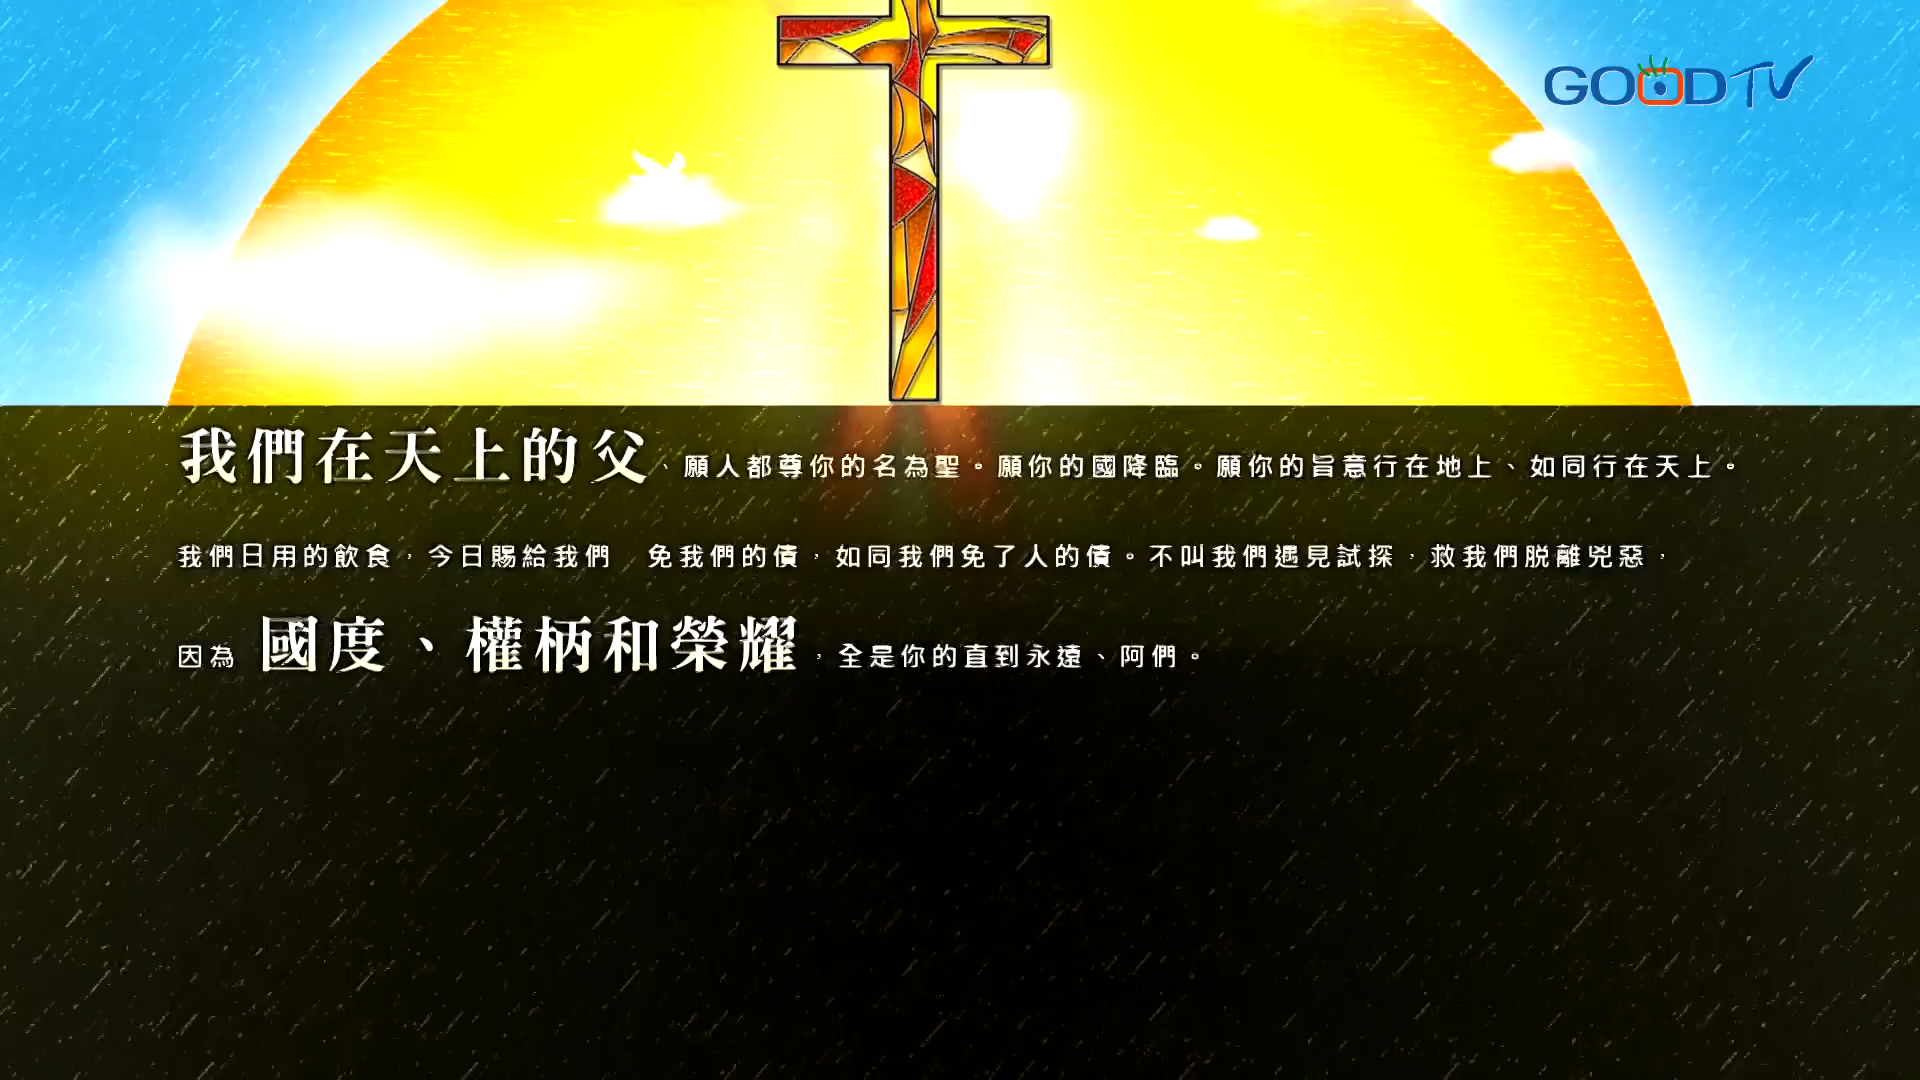 GOOD TV
我們在天上的父、願人都尊你的名為聖。願你的國降臨。願你的旨意行在地上、如同行在天上。
我們日用的飲食，今日賜給我們　免我們的債，如同我們免了人的債。不叫我們遇見試探，救我們脫離兇惡，
因為 國度、權柄和榮耀，全是你的直到永遠、阿們。